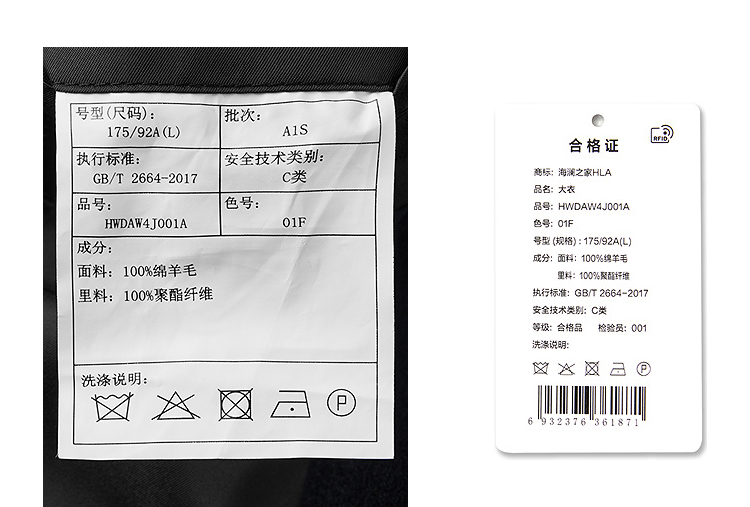 号型(尺码):
175/92A(L)
批次:
A1S
执行标准:
GB/T 2664-2017
安全技术类别:
C类
品号:
HWDAW4J001A
色号:
01F
成分:
面料: 100%绵羊毛
里料: 100%聚酯纤维
洗涤说明:
P
RFID
合格证
商标: 海澜之家HLA
品名: 大衣
品号: HWDAW4J001A
色号: 01F
号型 (规格) : 175/92A(L)
成分: 面料: 100%绵羊毛
里料: 100%聚酯纤维
执行标准: GB/T 2664-2017
安全技术类别: C类
等级: 合格品 检验员: 001
洗涤说明:
P
6 932376 361871